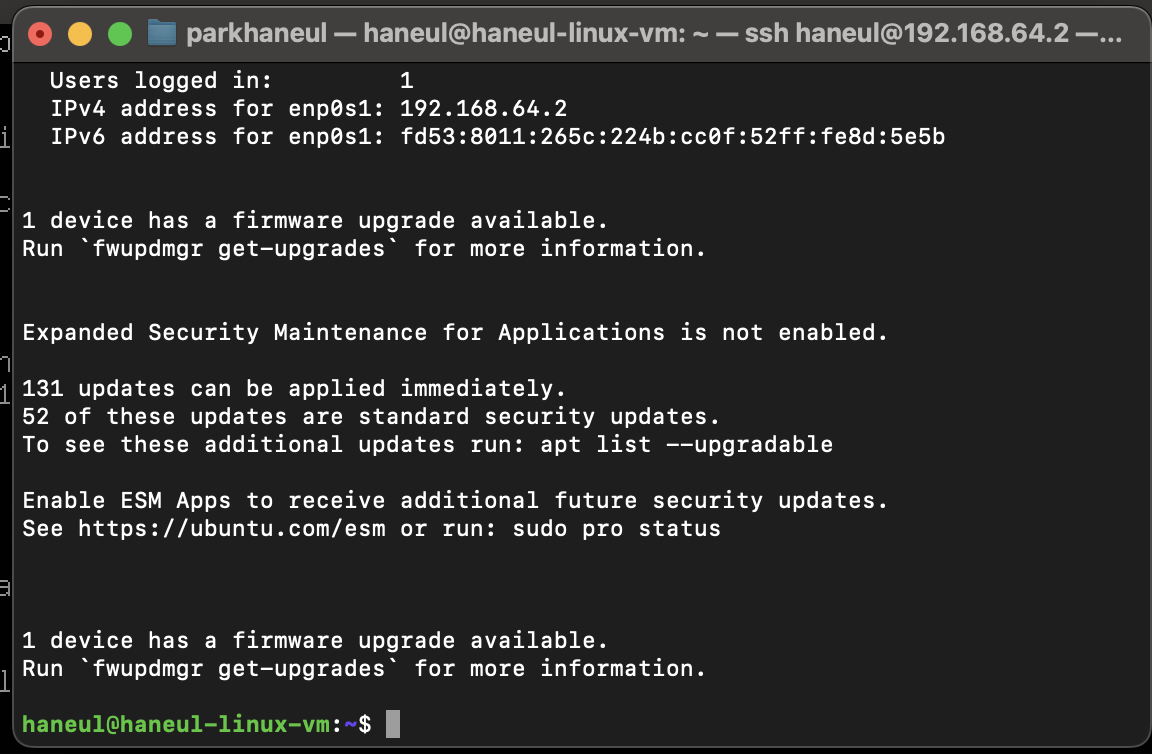 parkhaneul — haneul@haneul-linux-vm: ~ — ssh haneul@192.168.64.2 —...
Users logged in: 1
IPv4 address for enp0s1: 192.168.64.2
IPv6 address for enp0s1: fd53:8011:265c:224b:cc0f:52ff:fe8d:5e5b
1 device has a firmware upgrade available.
Run `fwupdmgr get-upgrades` for more information.
Expanded Security Maintenance for Applications is not enabled.
131 updates can be applied immediately.
52 of these updates are standard security updates.
To see these additional updates run: apt list --upgradable
Enable ESM Apps to receive additional future security updates.
See https://ubuntu.com/esm or run: sudo pro status
1 device has a firmware upgrade available.
Run `fwupdmgr get-upgrades` for more information.
haneul@haneul-linux-vm:~$